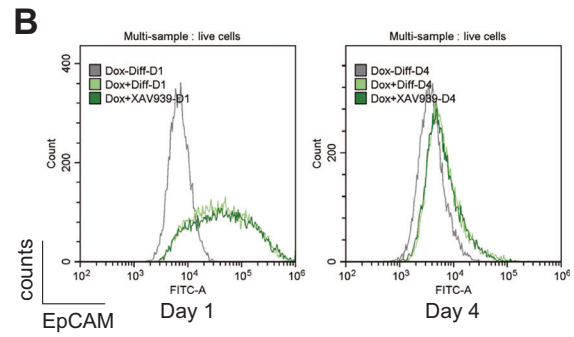 B
Multi-sample : live cells
400
200
0
Count
Dox-Diff-D1
Dox+Diff-D1
Dox+XAV939-D1
10² 10³ 10⁴ 10⁵ 10⁶
FITC-A
Day 1
Multi-sample : live cells
200
0
Count
Dox-Diff-D4
Dox+Diff-D4
Dox+XAV939-D4
10² 10³ 10⁴ 10⁵ 10⁶
FITC-A
Day 4
counts
EpCAM